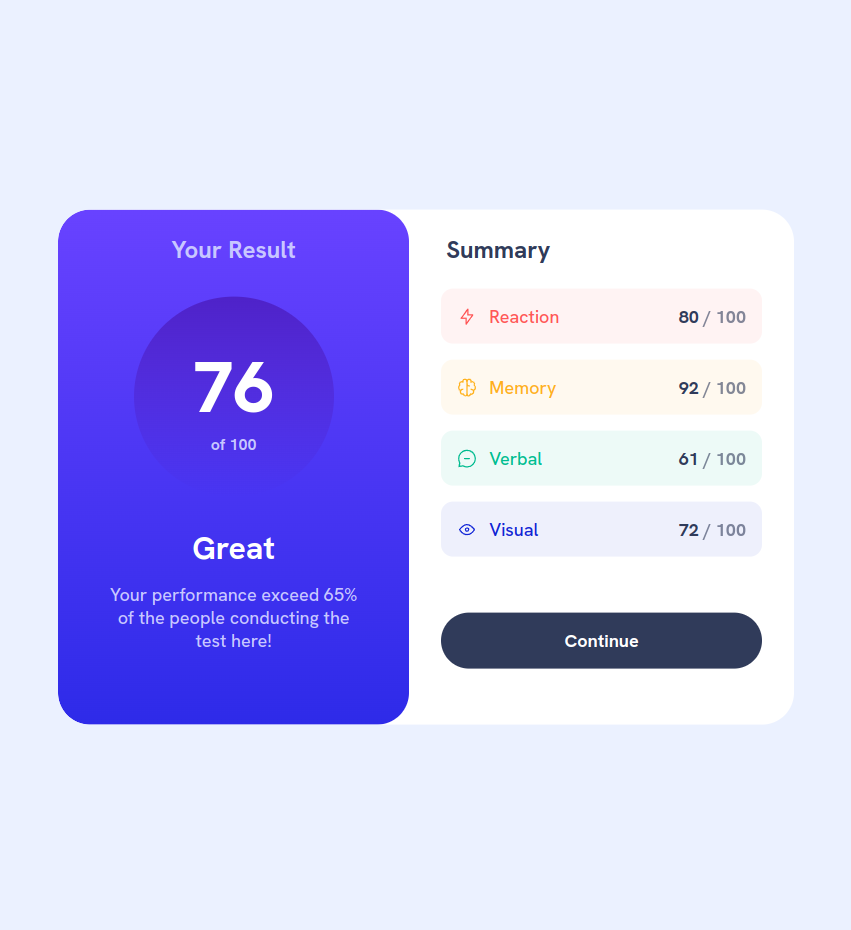 Your Result
76
of 100
Great
Your performance exceed 65%
of the people conducting the
test here!
Summary
Reaction 80 / 100
Memory 92 / 100
Verbal 61 / 100
Visual 72 / 100
Continue